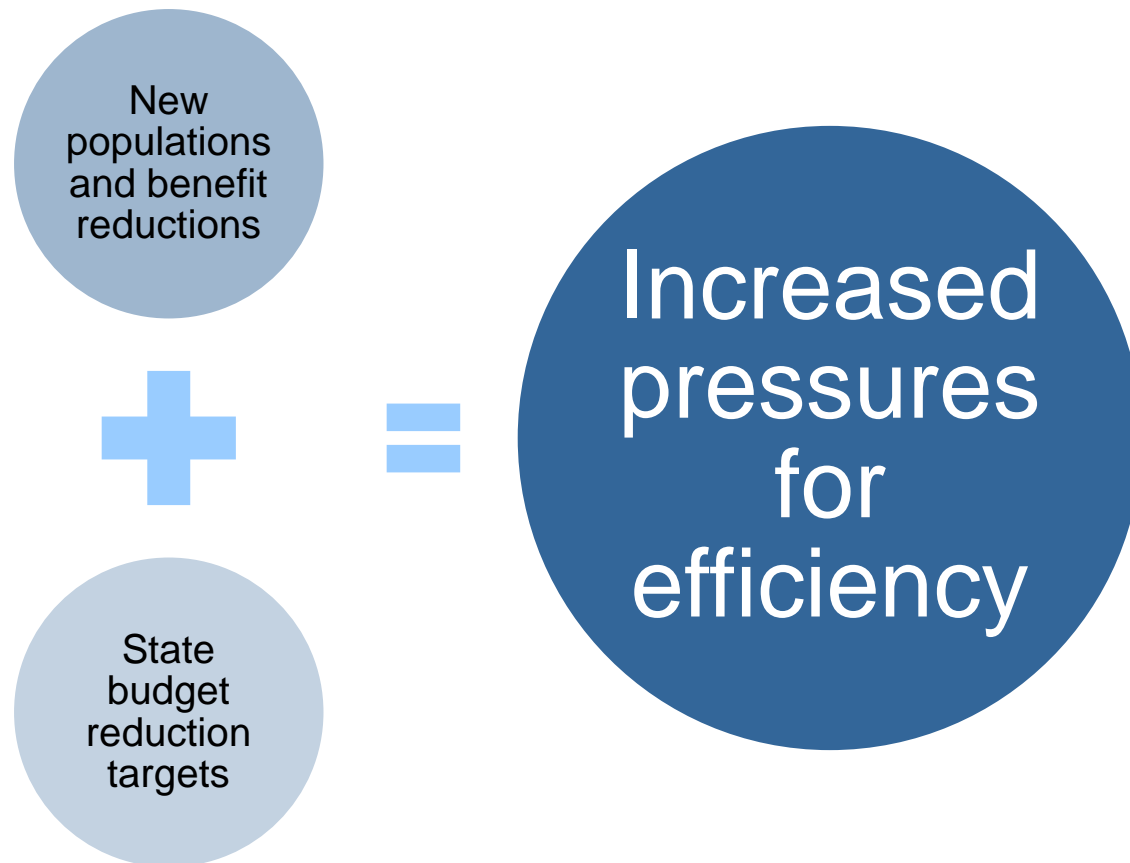 New
populations
and benefit
reductions
State
budget
reduction
targets
Increased
pressures
for
efficiency